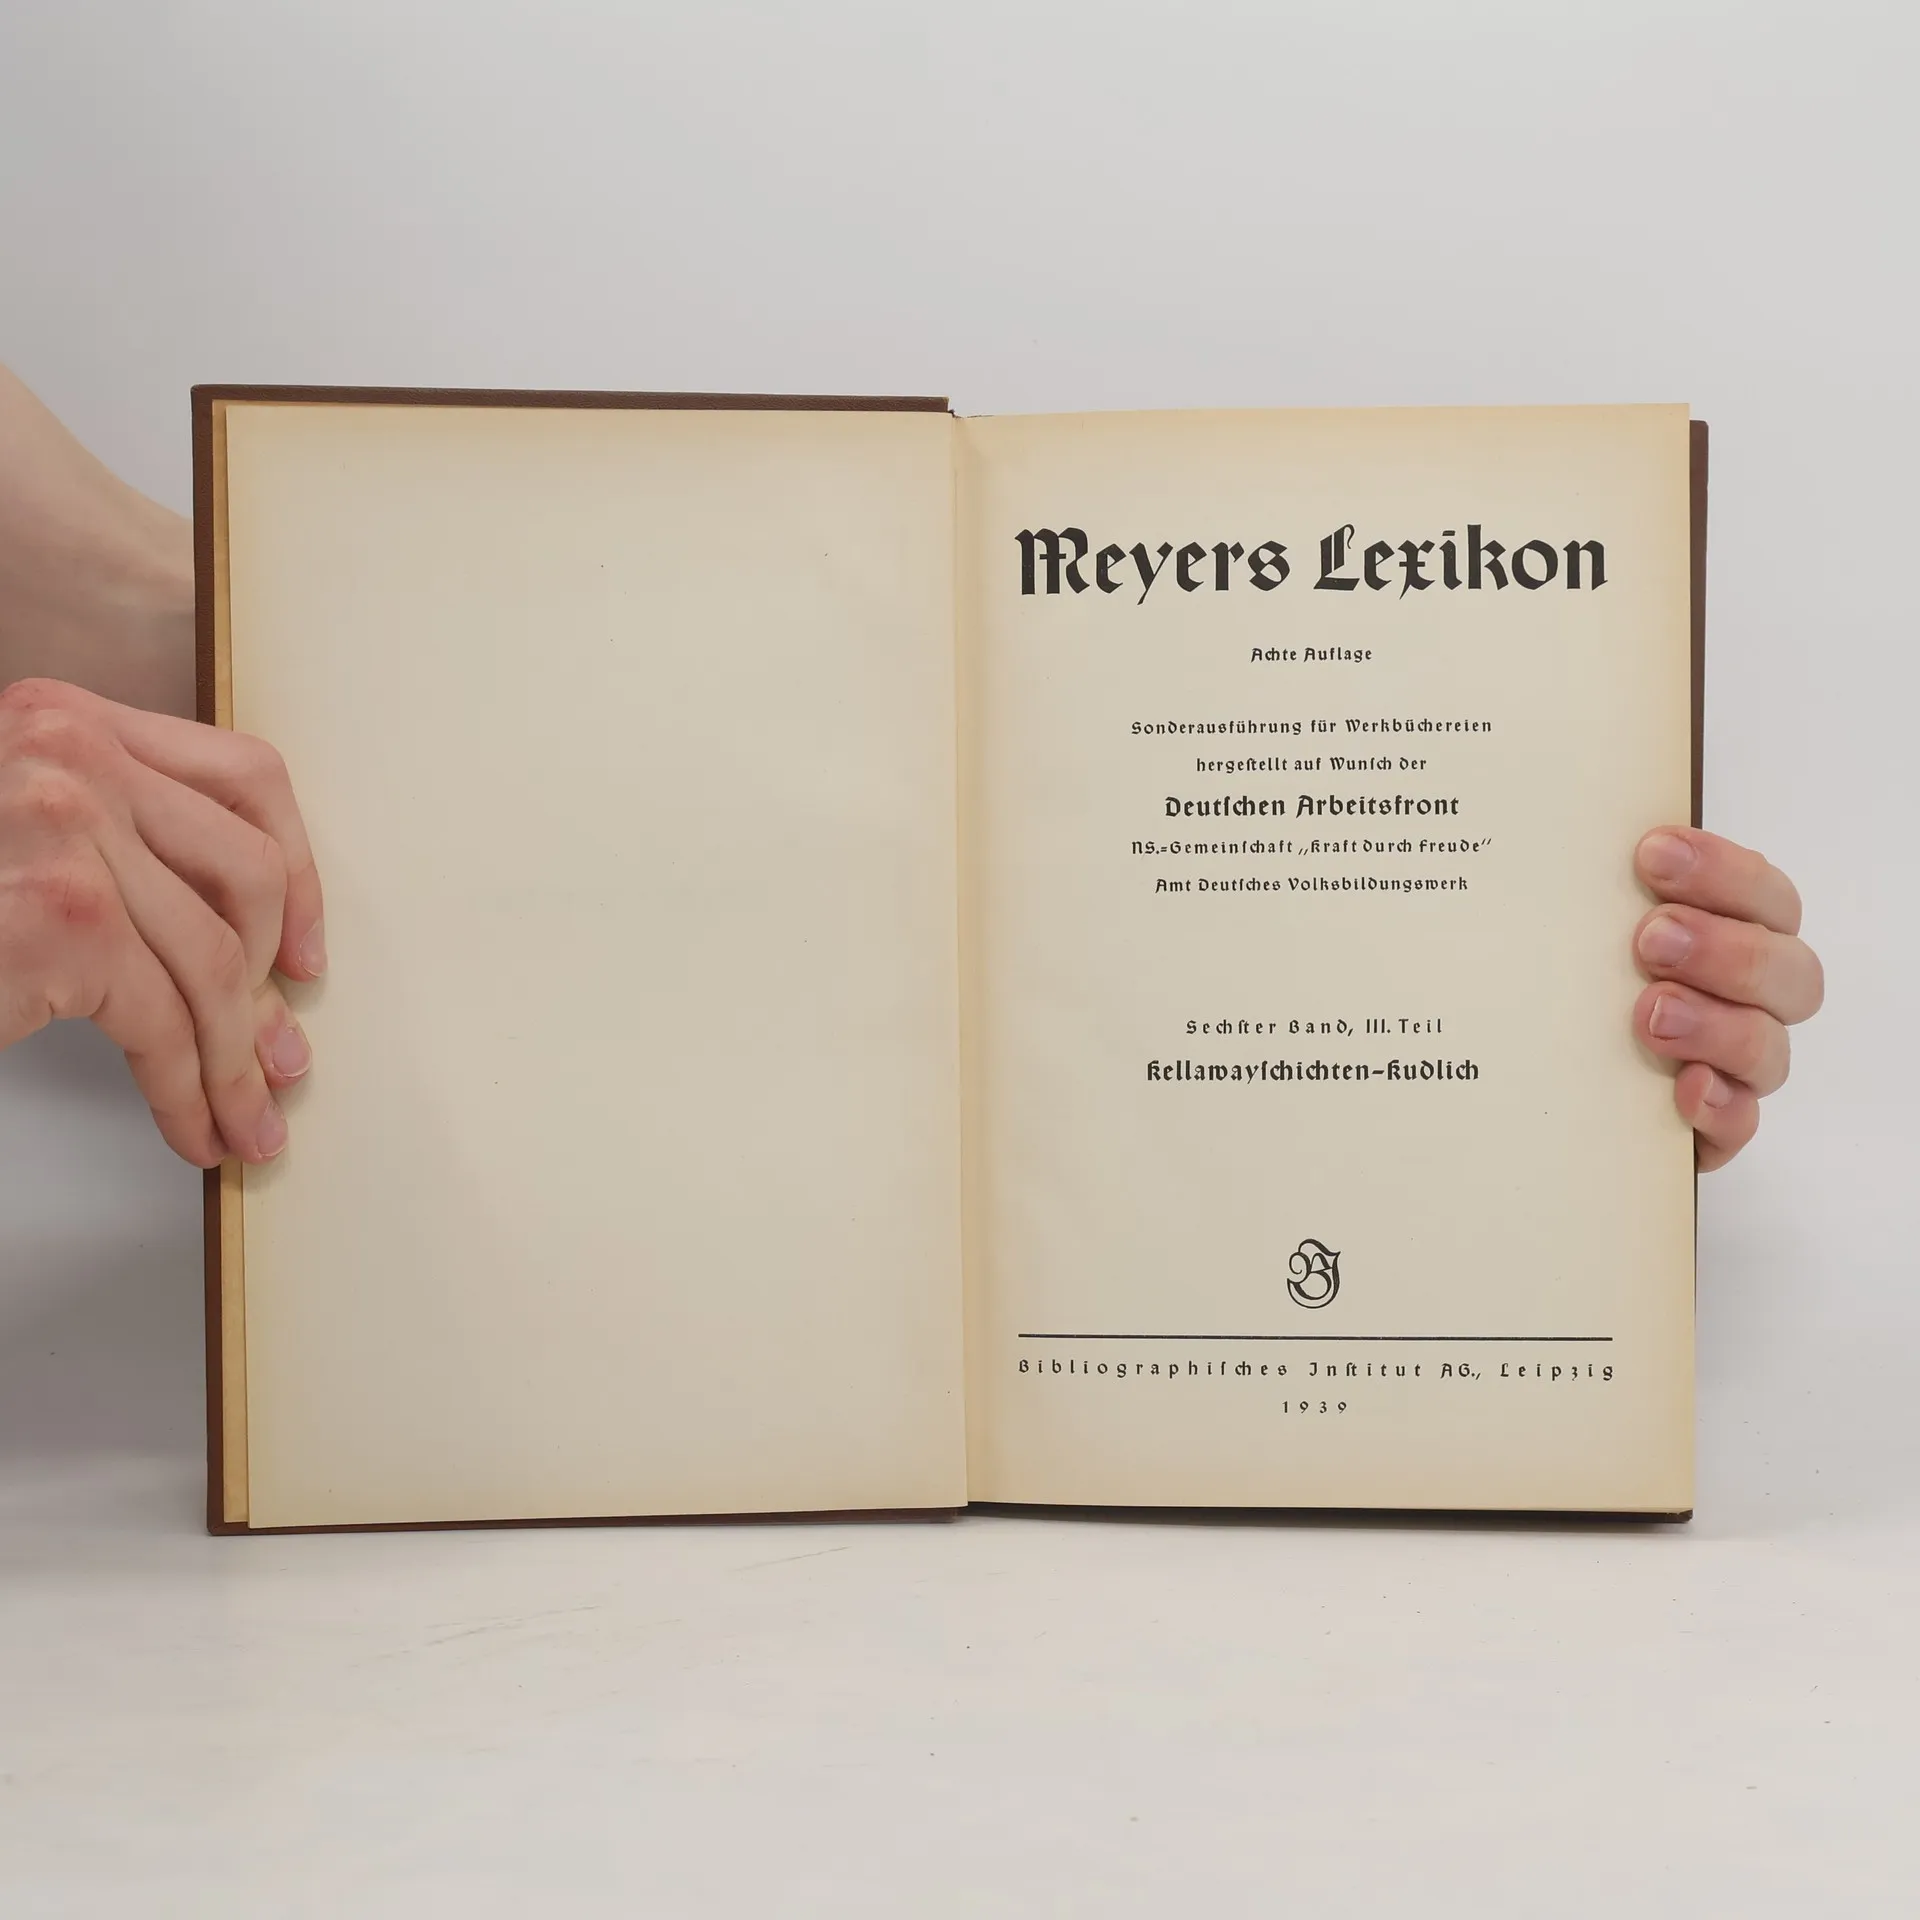 Meyers Lexikon
Achte Auflage
Sonderausführung für Werkbüchereien
hergeſtellt auf Wunſch der
Deutſchen Arbeitsfront
NS.=Gemeinſchaft „Kraft durch Freude“
Amt Deutſches Volksbildungswerk
Sechſter Band, III. Teil
Kellawayſchichten–Kudlich
BI
Bibliographiſches Inſtitut AG., Leipzig
1939